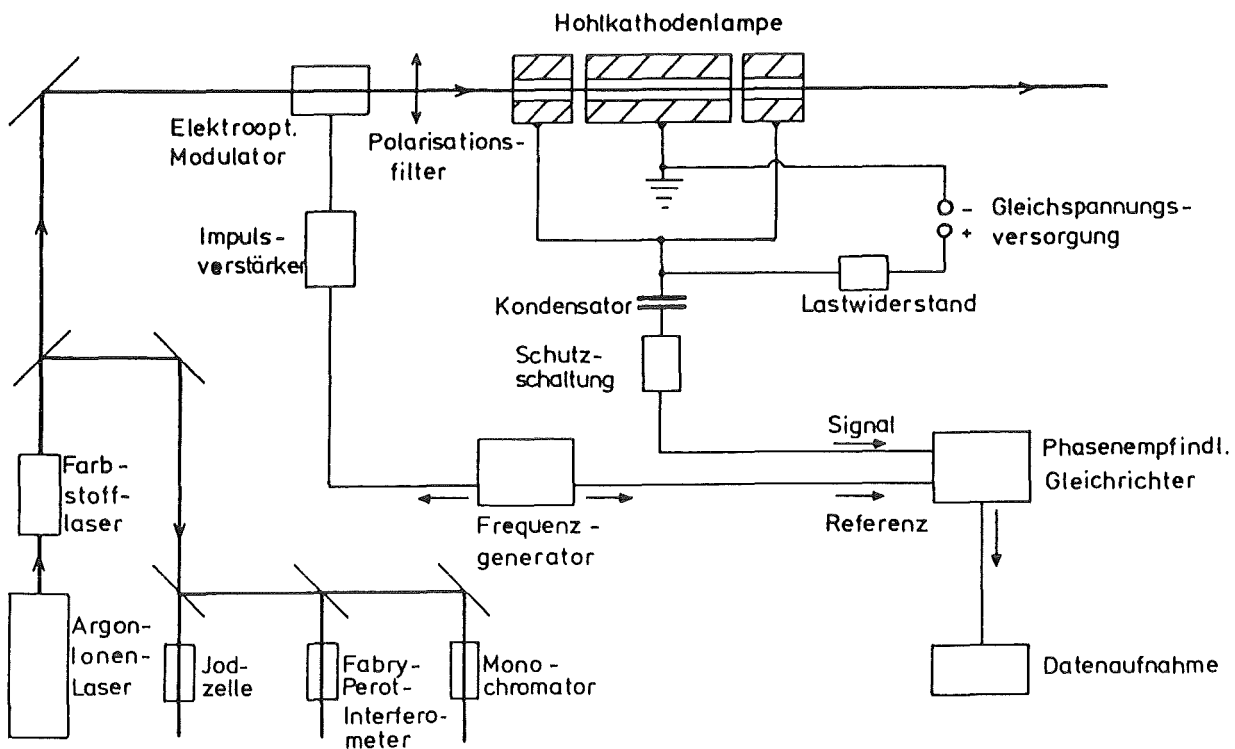 Hohlkathodenlampe
Elektroopt.
Modulator
Polarisations-
filter
Impuls-
verstärker
- Gleichspannungs-
+ versorgung
Kondensator
Lastwiderstand
Schutz-
schaltung
Signal
Phasenempfindl.
Gleichrichter
Farb-
stoff-
laser
Frequenz-
generator
Referenz
Argon-
Ionen-
Laser
Jod-
zelle
Fabry-
Perot-
Interfero-
meter
Mono-
chromator
Datenaufnahme